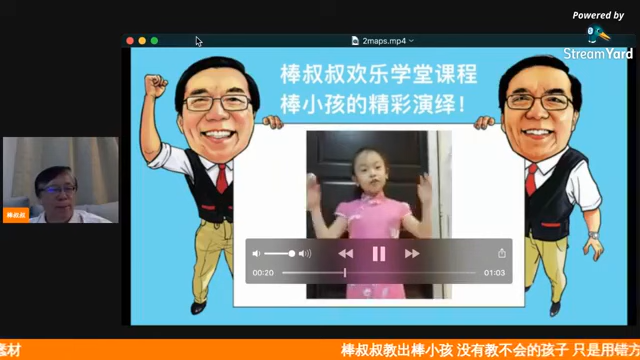 Powered by
StreamYard
2maps.mp4
棒叔叔欢乐学堂课程
棒小孩的精彩演绎！
棒叔叔
00:20
01:03
棒叔叔教出棒小孩 没有教不会的孩子 只是用错方